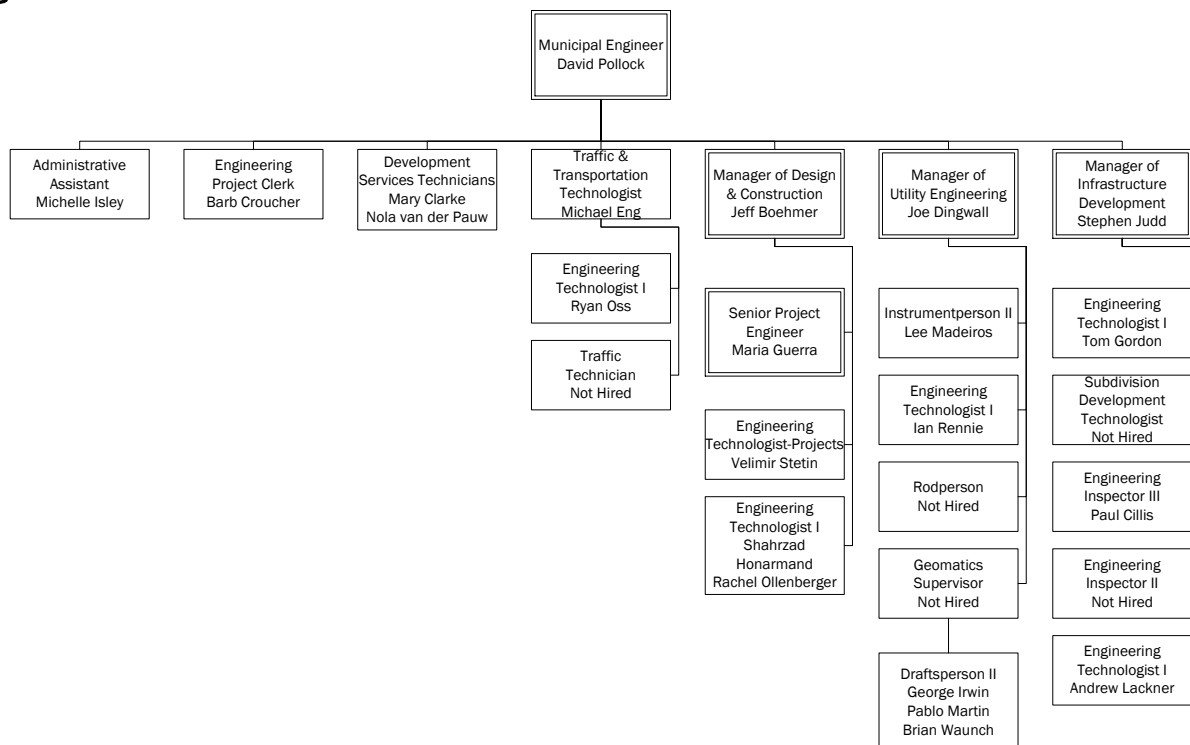 Municipal Engineer
David Pollock
Administrative
Assistant
Michelle Isley
Engineering
Project Clerk
Barb Croucher
Development
Services Technicians
Mary Clarke
Nola van der Pauw
Traffic &
Transportation
Technologist
Michael Eng
Manager of Design
& Construction
Jeff Boehmer
Manager of
Utility Engineering
Joe Dingwall
Manager of
Infrastructure
Development
Stephen Judd
Engineering
Technologist I
Ryan Oss
Traffic
Technician
Not Hired
Senior Project
Engineer
Maria Guerra
Engineering
Technologist-Projects
Velimir Stetin
Engineering
Technologist I
Shahrzad
Honarmand
Rachel Ollenberger
Instrumentperson II
Lee Madeiros
Engineering
Technologist I
Ian Rennie
Rodperson
Not Hired
Geomatics
Supervisor
Not Hired
Draftsperson II
George Irwin
Pablo Martin
Brian Waunch
Engineering
Technologist I
Tom Gordon
Subdivision
Development
Technologist
Not Hired
Engineering
Inspector III
Paul Cillis
Engineering
Inspector II
Not Hired
Engineering
Technologist I
Andrew Lackner